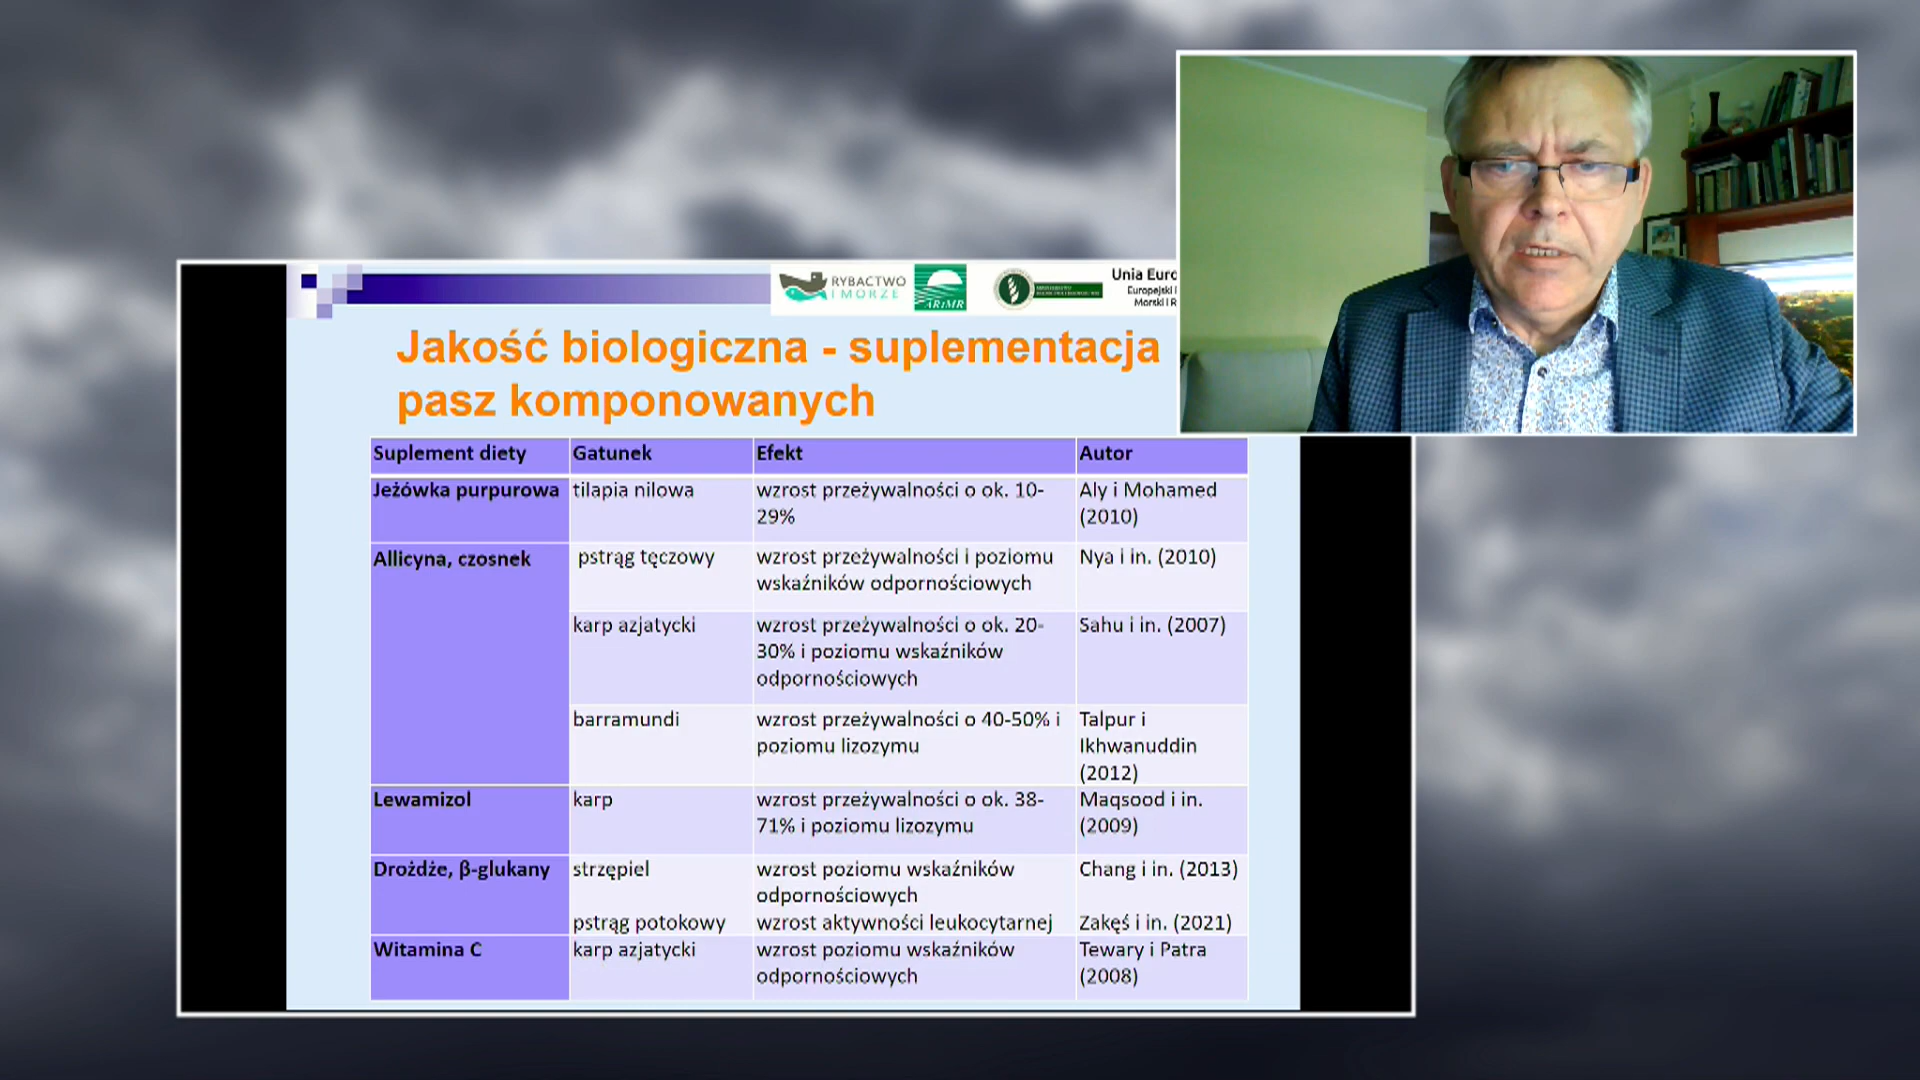 RYBACTWO
I MORZE
ARiMR
Unia Euro
Europejski
Morski i R
Jakość biologiczna - suplementacja
pasz komponowanych
Suplement diety Gatunek Efekt Autor
Jeżówka purpurowa tilapia nilowa wzrost przeżywalności o ok. 10-
29% Aly i Mohamed
(2010)
Allicyna, czosnek pstrąg tęczowy wzrost przeżywalności i poziomu
wskaźników odpornościowych Nya i in. (2010)
karp azjatycki wzrost przeżywalności o ok. 20-
30% i poziomu wskaźników
odpornościowych Sahu i in. (2007)
barramundi wzrost przeżywalności o 40-50% i
poziomu lizozymu Talpur i
Ikhwanuddin
(2012)
Lewamizol karp wzrost przeżywalności o ok. 38-
71% i poziomu lizozymu Maqsood i in.
(2009)
Drożdże, β-glukany strzępiel wzrost poziomu wskaźników
odpornościowych Chang i in. (2013)
pstrąg potokowy wzrost aktywności leukocytarnej Zakęś i in. (2021)
Witamina C karp azjatycki wzrost poziomu wskaźników
odpornościowych Tewary i Patra
(2008)